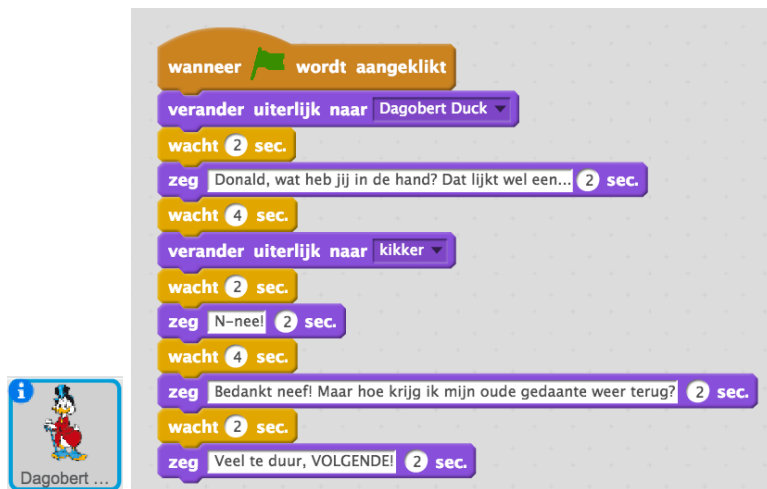 wanneer wordt aangeklikt
verander uiterlijk naar Dagobert Duck
wacht 2 sec.
zeg Donald, wat heb jij in de hand? Dat lijkt wel een... 2 sec.
wacht 4 sec.
verander uiterlijk naar kikker
wacht 2 sec.
zeg N-nee! 2 sec.
wacht 4 sec.
zeg Bedankt neef! Maar hoe krijg ik mijn oude gedaante weer terug? 2 sec.
wacht 2 sec.
zeg Veel te duur, VOLGENDE! 2 sec.
i
Dagobert ...